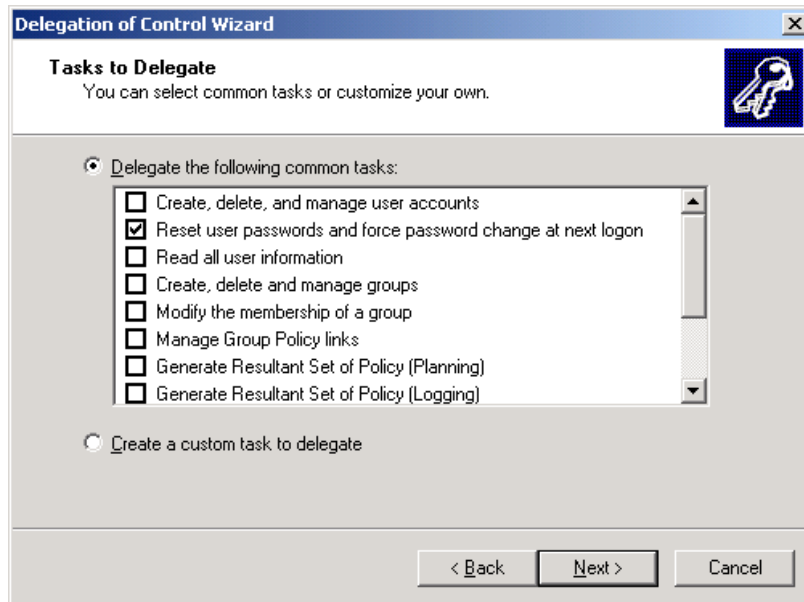 Delegation of Control Wizard
Tasks to Delegate
You can select common tasks or customize your own.
Delegate the following common tasks:
Create, delete, and manage user accounts
Reset user passwords and force password change at next logon
Read all user information
Create, delete and manage groups
Modify the membership of a group
Manage Group Policy links
Generate Resultant Set of Policy (Planning)
Generate Resultant Set of Policy (Logging)
Create a custom task to delegate
< Back Next > Cancel